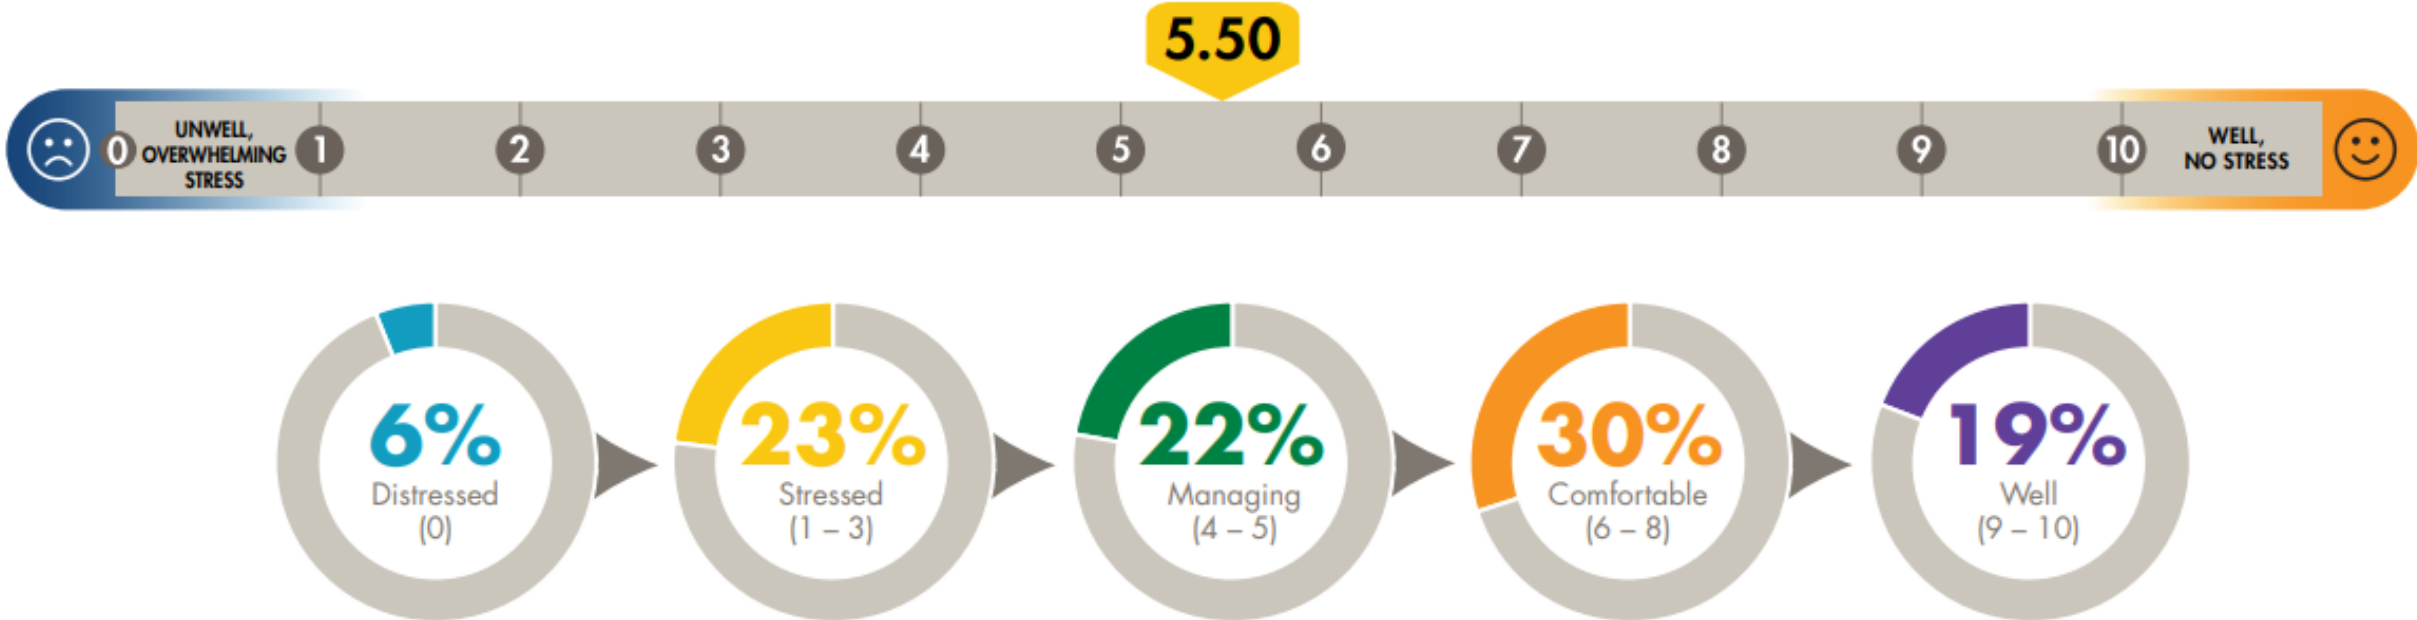 5.50
0
UNWELL,
OVERWHELMING
STRESS
1
2
3
4
5
6
7
8
9
10
WELL,
NO STRESS
6%
Distressed
(0)
23%
Stressed
(1 – 3)
22%
Managing
(4 – 5)
30%
Comfortable
(6 – 8)
19%
Well
(9 – 10)